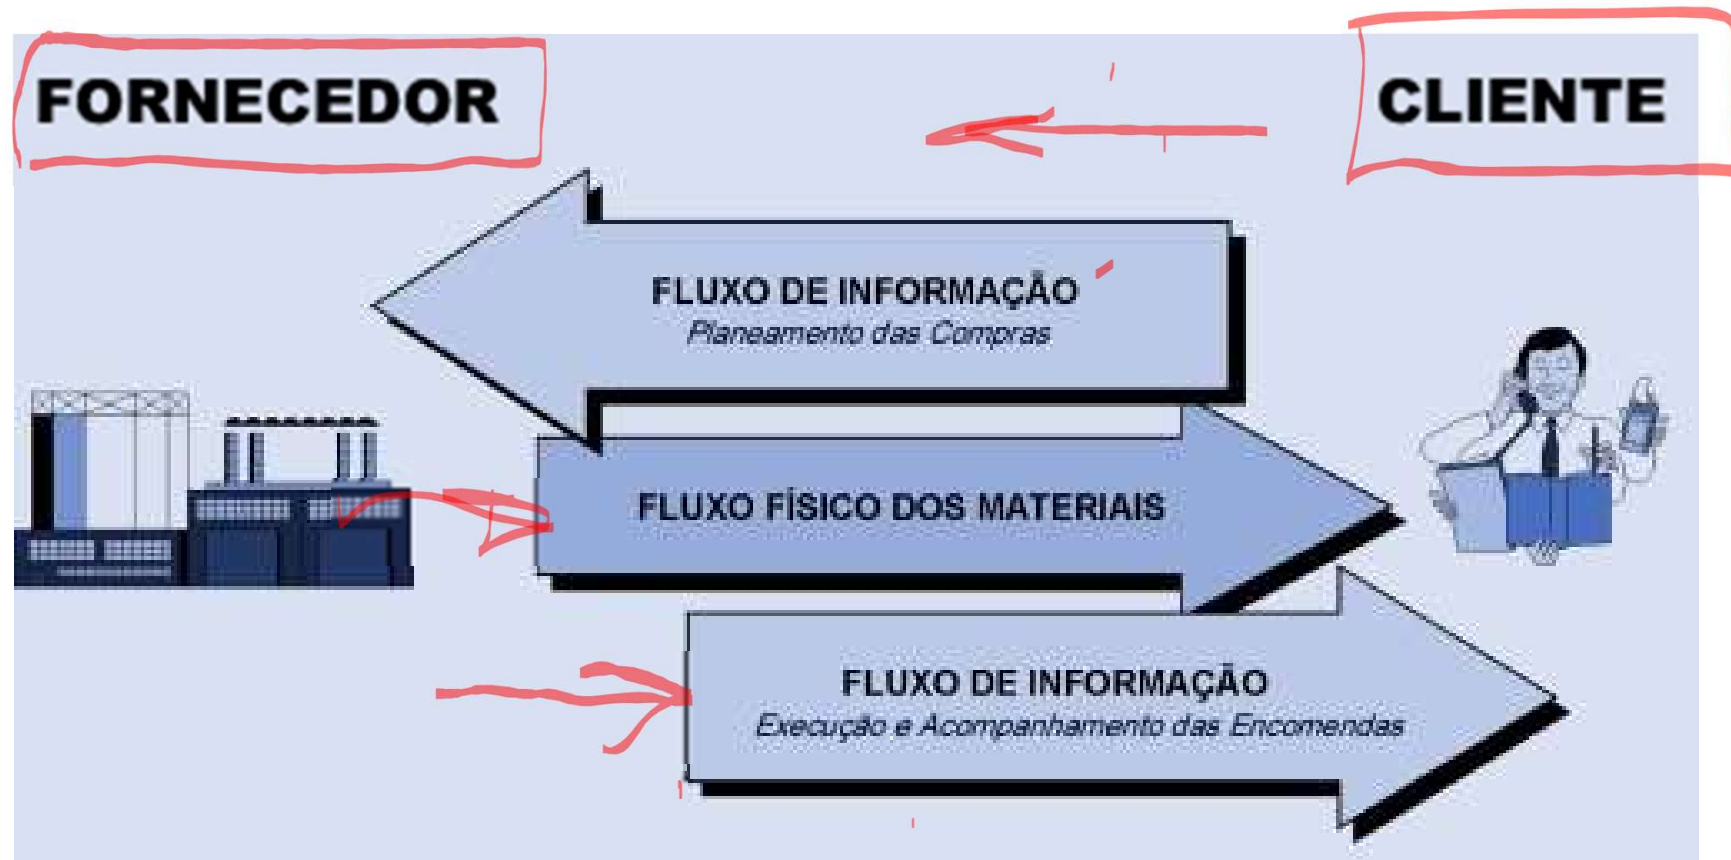 FORNECEDOR
CLIENTE
FLUXO DE INFORMAÇÃO
Planeamento das Compras
FLUXO FÍSICO DOS MATERIAIS
FLUXO DE INFORMAÇÃO
Execução e Acompanhamento das Encomendas